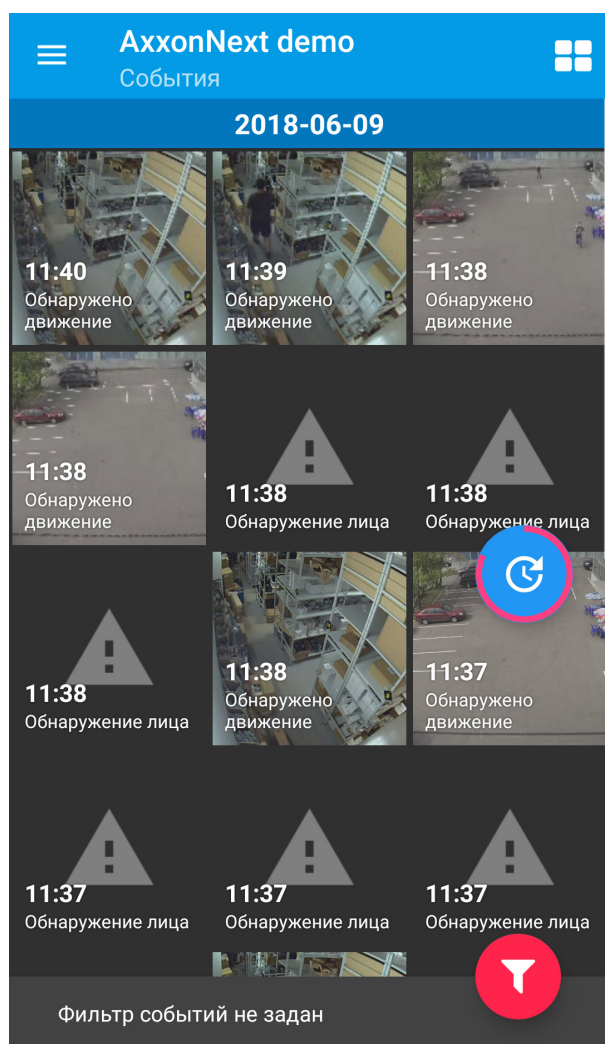 AxxonNext demo
События
2018-06-09
11:40
Обнаружено
движение
11:39
Обнаружено
движение
11:38
Обнаружено
движение
11:38
Обнаружено
движение
11:38
Обнаружение лица
11:38
Обнаружение лица
11:38
Обнаружение лица
11:38
Обнаружено
движение
11:37
Обнаружено
движение
11:37
Обнаружение лица
11:37
Обнаружение лица
11:37
Обнаружение лица
Фильтр событий не задан